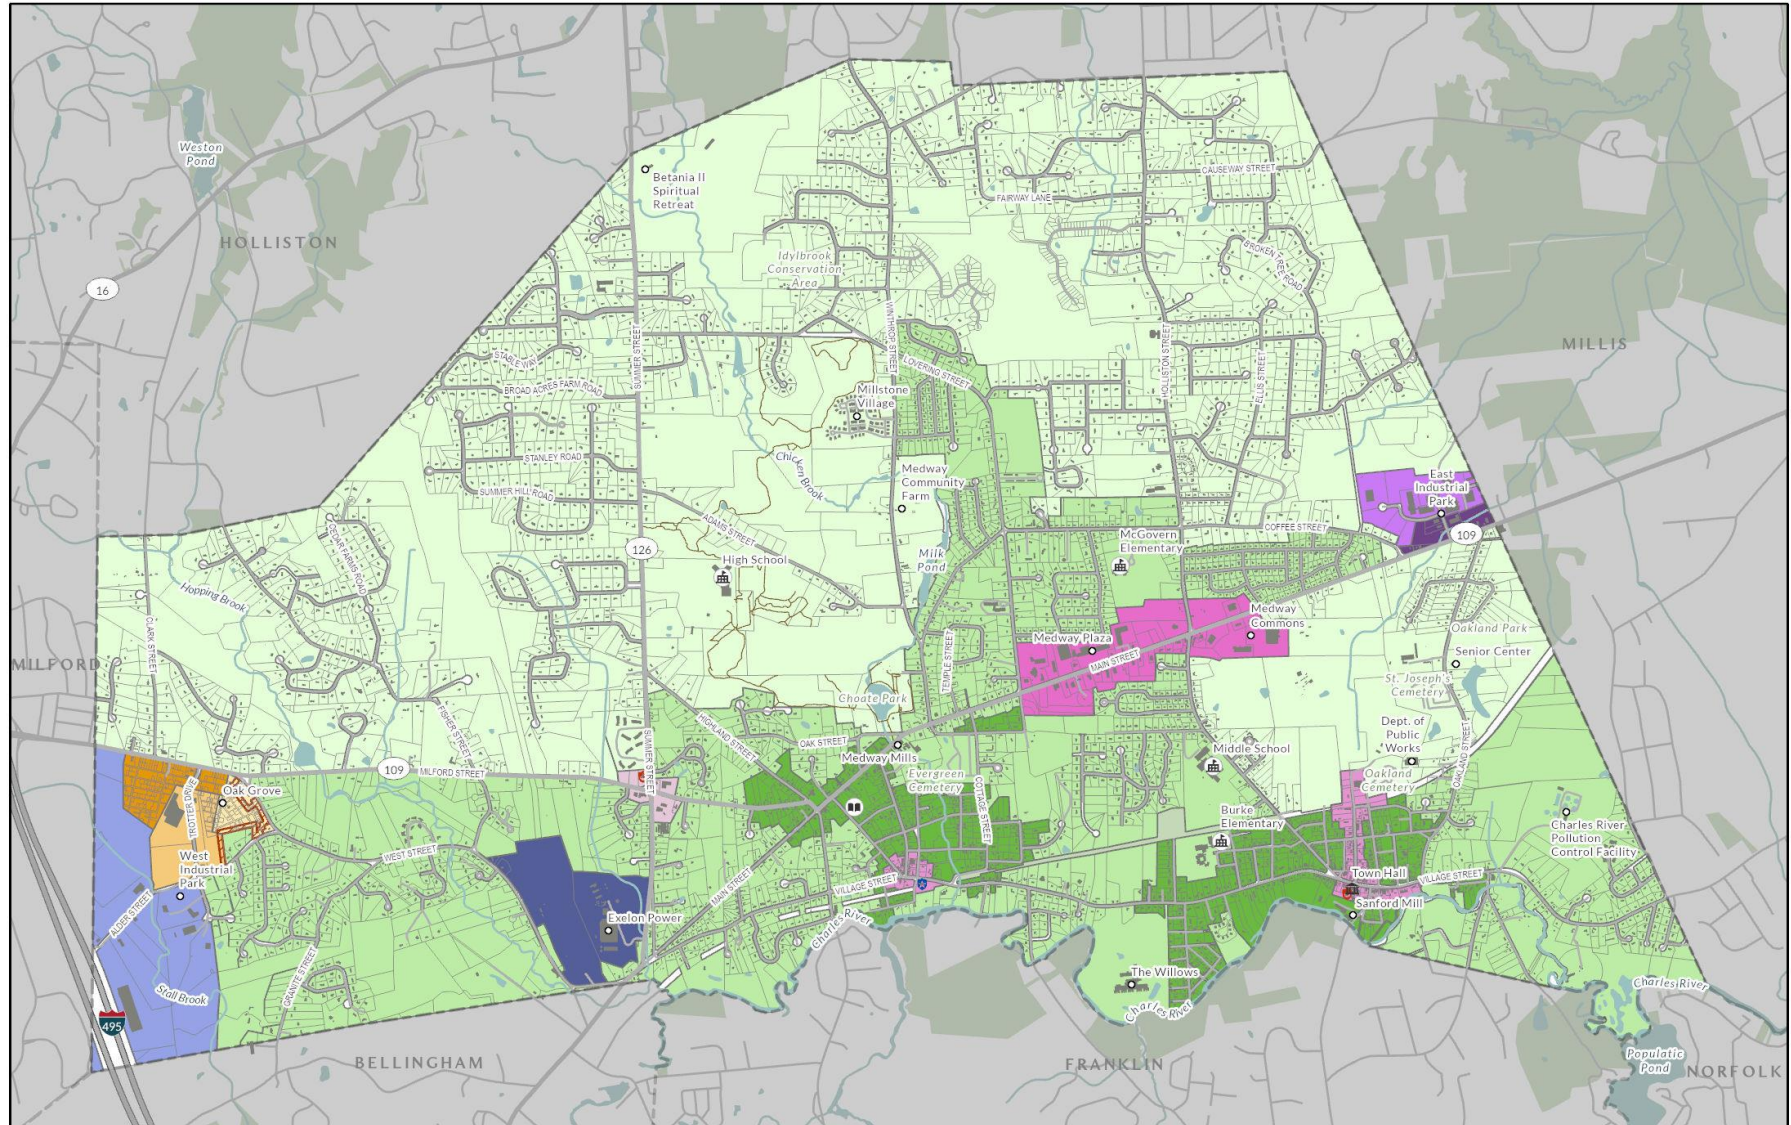 Weston
Pond
HOLLISTON
16
Betania II
Spiritual
Retreat
CAUSEWAY STREET
FAIRWAY LANE
BROKEN TREE ROAD
Idylbrook
Conservation
Area
WINTHROP STREET
SUMMER STREET
HOLLISTON STREET
ELLIS STREET
MILLIS
STABLE WAY
BROAD ACRES FARM ROAD
LOVERING STREET
Millstone
Village
STANLEY ROAD
SUMMER HILL ROAD
Chicken Brook
Medway
Community
Farm
East
Industrial
Park
ADAMS STREET
COFFEE STREET
109
CEDAR FARMS ROAD
126
High School
Milk
Pond
McGovern
Elementary
Hopping Brook
CLARK STREET
MILFORD
Medway
Commons
Medway Plaza
MAIN STREET
TEMPLE STREET
Oakland Park
Senior Center
St. Joseph's
Cemetery
Choate Park
FISHER STREET
HIGHLAND STREET
OAK STREET
SUMMER STREET
Medway Mills
Middle School
Dept. of
Public
Works
OAKLAND STREET
109
MILFORD STREET
Evergreen
Cemetery
COTTAGE STREET
Oakland
Cemetery
Oak Grove
TROTTER DRIVE
Burke
Elementary
Charles River
Pollution
Control Facility
WEST STREET
West
Industrial
Park
MAIN STREET
VILLAGE STREET
Town Hall
VILLAGE STREET
Sanford Mill
ALDER STREET
Exelon Power
Charles River
GRANITE STREET
Stall Brook
The Willows
Charles River
Charles River
495
BELLINGHAM
FRANKLIN
Populatic
Pond
NORFOLK